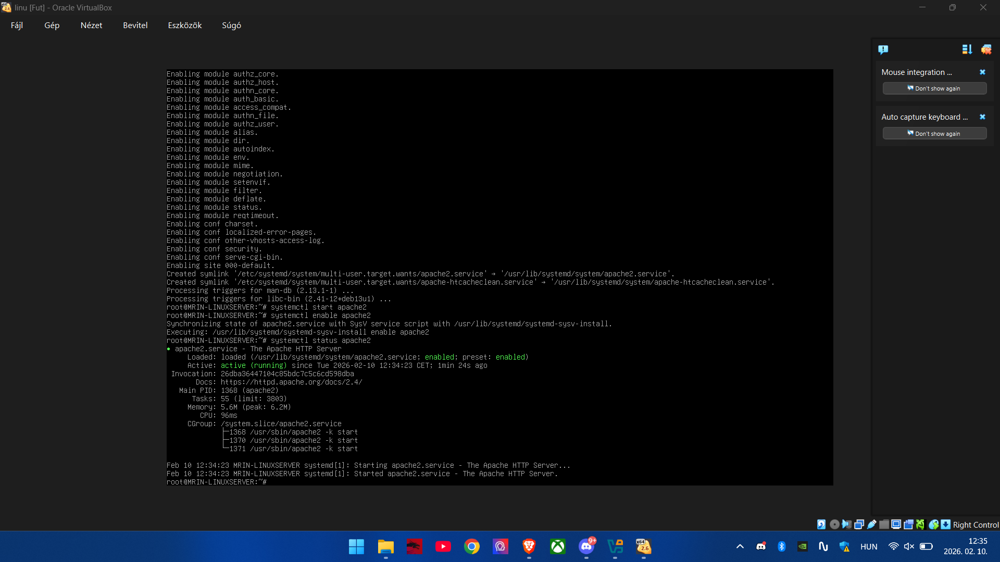 linu [Fut] - Oracle VirtualBox
Fájl Gép Nézet Bevitel Eszközök Súgó
Enabling module authz_core.
Enabling module authz_host.
Enabling module authn_core.
Enabling module auth_basic.
Enabling module access_compat.
Enabling module authn_file.
Enabling module authz_user.
Enabling module alias.
Enabling module dir.
Enabling module autoindex.
Enabling module env.
Enabling module mime.
Enabling module negotiation.
Enabling module setenvif.
Enabling module filter.
Enabling module deflate.
Enabling module status.
Enabling module reqtimeout.
Enabling conf charset.
Enabling conf localized-error-pages.
Enabling conf other-vhosts-access-log.
Enabling conf security.
Enabling conf serve-cgi-bin.
Enabling site 000-default.
Created symlink '/etc/systemd/system/multi-user.target.wants/apache2.service' → '/usr/lib/systemd/system/apache2.service'.
Created symlink '/etc/systemd/system/multi-user.target.wants/apache-htcacheclean.service' → '/usr/lib/systemd/system/apache-htcacheclean.service'.
Processing triggers for man-db (2.13.1-1) ...
Processing triggers for libc-bin (2.41-12+deb13u1) ...
root@MRIN-LINUXSERVER:~# systemctl start apache2
root@MRIN-LINUXSERVER:~# systemctl enable apache2
Synchronizing state of apache2.service with SysV service script with /usr/lib/systemd/systemd-sysv-install.
Executing: /usr/lib/systemd/systemd-sysv-install enable apache2
root@MRIN-LINUXSERVER:~# systemctl status apache2
● apache2.service - The Apache HTTP Server
Loaded: loaded (/usr/lib/systemd/system/apache2.service; enabled; preset: enabled)
Active: active (running) since Tue 2026-02-10 12:34:23 CET; 1min 24s ago
Invocation: 26dba36447104c85bdc7c5c6cd598dba
Docs: https://httpd.apache.org/docs/2.4/
Main PID: 1368 (apache2)
Tasks: 55 (limit: 3803)
Memory: 5.6M (peak: 6.2M)
CPU: 96ms
CGroup: /system.slice/apache2.service
├─1368 /usr/sbin/apache2 -k start
├─1370 /usr/sbin/apache2 -k start
└─1371 /usr/sbin/apache2 -k start
Feb 10 12:34:23 MRIN-LINUXSERVER systemd[1]: Starting apache2.service - The Apache HTTP Server...
Feb 10 12:34:23 MRIN-LINUXSERVER systemd[1]: Started apache2.service - The Apache HTTP Server.
root@MRIN-LINUXSERVER:~#
Mouse integration ...
Don't show again
Auto capture keyboard ...
Don't show again
Right Control
9+
x64
2.6
HUN
12:35
2026. 02. 10.